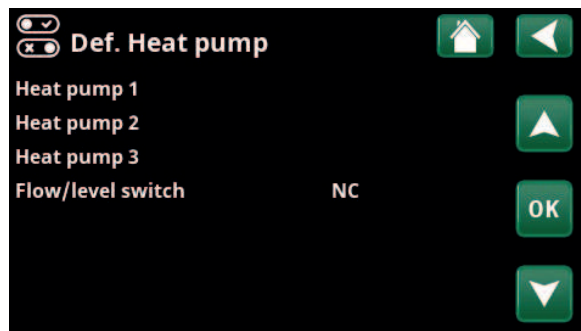 Def. Heat pump
Heat pump 1
Heat pump 2
Heat pump 3
Flow/level switch NC
OK